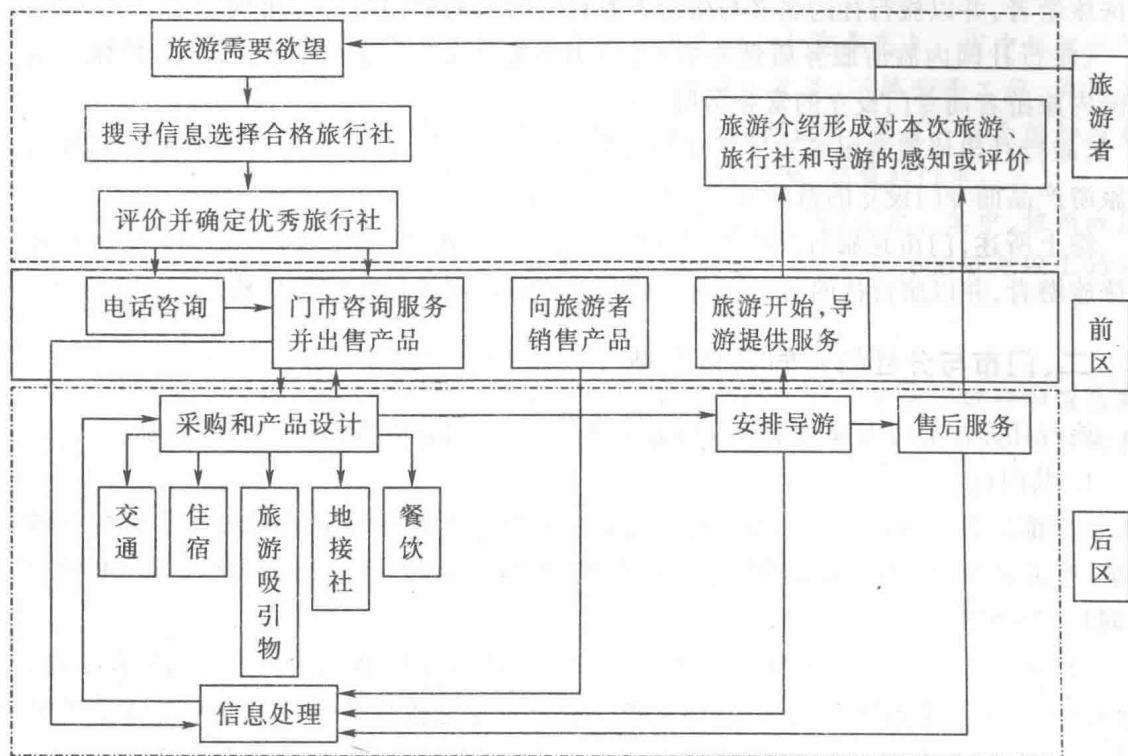 旅游需要欲望
搜寻信息选择合格旅行社
评价并确定优秀旅行社
旅游介绍形成对本次旅游、
旅行社和导游的感知或评价
旅游者
电话咨询
门市咨询服务
并出售产品
向旅游者
销售产品
旅游开始,导
游提供服务
前区
采购和产品设计
安排导游
售后服务
交通
住宿
旅游吸引物
地接社
餐饮
后区
信息处理